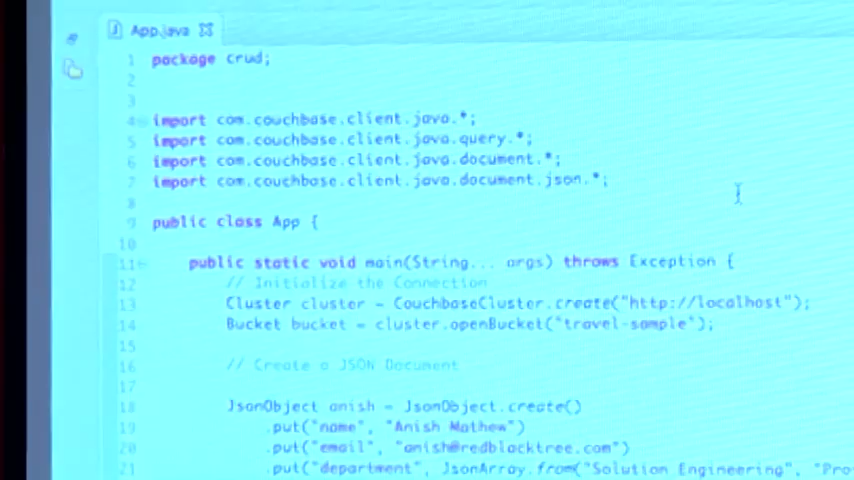 App.java
1 package crud;
2
3
4 import com.couchbase.client.java.*;
5 import com.couchbase.client.java.query.*;
6 import com.couchbase.client.java.document.*;
7 import com.couchbase.client.java.document.json.*;
8
9 public class App {
10
11 public static void main(String... args) throws Exception {
12 // Initialize the Connection
13 Cluster cluster = CouchbaseCluster.create("http://localhost");
14 Bucket bucket = cluster.openBucket("travel-sample");
15
16 // Create a JSON Document
17
18 JsonObject anish = JsonObject.create()
19 .put("name", "Anish Mathew")
20 .put("email", "anish@redblacktree.com")
21 .put("department", JsonArray.from("Solution Engineering", "Pro